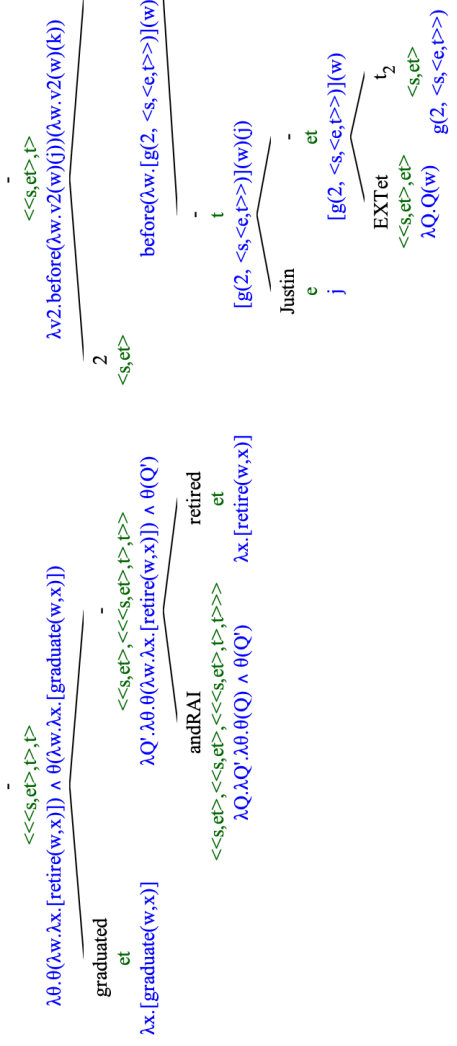 -
<<<s,et>,t>,t>
λθ.θ(λw.λx.[retire(w,x)]) ∧ θ(λw.λx.[graduate(w,x)])
graduated
et
λx.[graduate(w,x)]
-
<<s,et>,<<<s,et>,t>,t>>
λQ'.λθ.θ(λw.λx.[retire(w,x)]) ∧ θ(Q')
andRAI
<<s,et>,<<s,et>,<<<s,et>,t>,t>>>
λQ.λQ'.λθ.θ(Q) ∧ θ(Q')
retired
et
λx.[retire(w,x)]
-
<<s,et>,t>
λv2.before(λw.v2(w)(j))(λw.v2(w)(k))
2
<s,et>
before(λw.[g(2, <s,<e,t>>)](w)
-
t
[g(2, <s,<e,t>>)](w)(j)
Justin
e
j
-
et
[g(2, <s,<e,t>>)](w)
EXTet
<<s,et>,et>
λQ.Q(w)
t2
<s,et>
g(2, <s,<e,t>>)